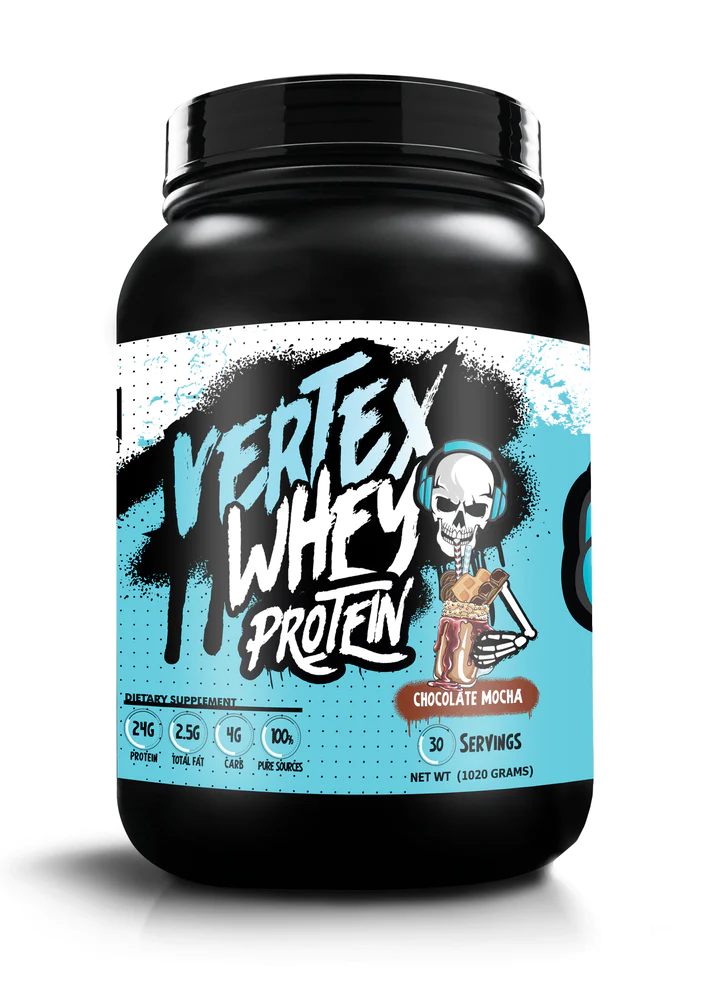 VERTEX
WHEY
PROTEIN
CHOCOLATE MOCHA
DIETARY SUPPLEMENT
24G
PROTEIN
2.5G
TOTAL FAT
4G
CARB
100%
PURE SOURCES
30 SERVINGS
NET WT (1020 GRAMS)